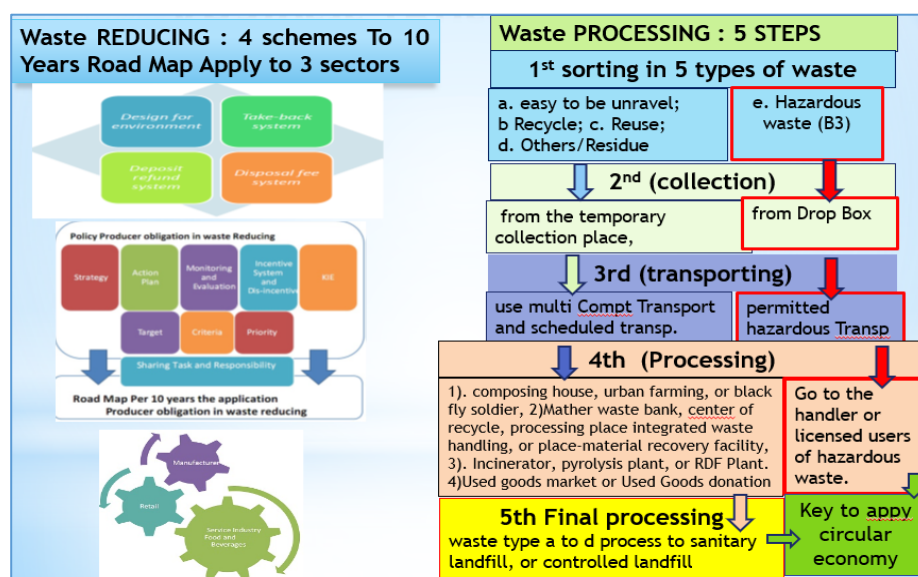 Waste REDUCING : 4 schemes To 10
Years Road Map Apply to 3 sectors
Design for
environment
Take-back
system
Deposit
refund
system
Disposal fee
system
Policy Producer obligation in waste Reducing
Strategy
Action
Plan
Monitoring
and
Evaluation
Incentive
System
and
Dis-incentive
KIE
Target
Criteria
Priority
Sharing Task and Responsibility
Road Map Per 10 years the application
Producer obligation in waste reducing
Manufacturer
Retail
Service Industry
Food and
Beverages
Waste PROCESSING : 5 STEPS
1st sorting in 5 types of waste
a. easy to be unravel;
b Recycle; c. Reuse;
d. Others/Residue
e. Hazardous
waste (B3)
2nd (collection)
from the temporary
collection place,
from Drop Box
3rd (transporting)
use multi Compt Transport
and scheduled transp.
permitted
hazardous Transp
4th (Processing)
1). composing house, urban farming, or black
fly soldier, 2)Mather waste bank, center of
recycle, processing place integrated waste
handling, or place-material recovery facility,
3). Incinerator, pyrolysis plant, or RDF Plant.
4)Used goods market or Used Goods donation
Go to the
handler or
licensed users
of hazardous
waste.
5th Final processing
waste type a to d process to sanitary
landfill, or controlled landfill
Key to appy
circular
economy